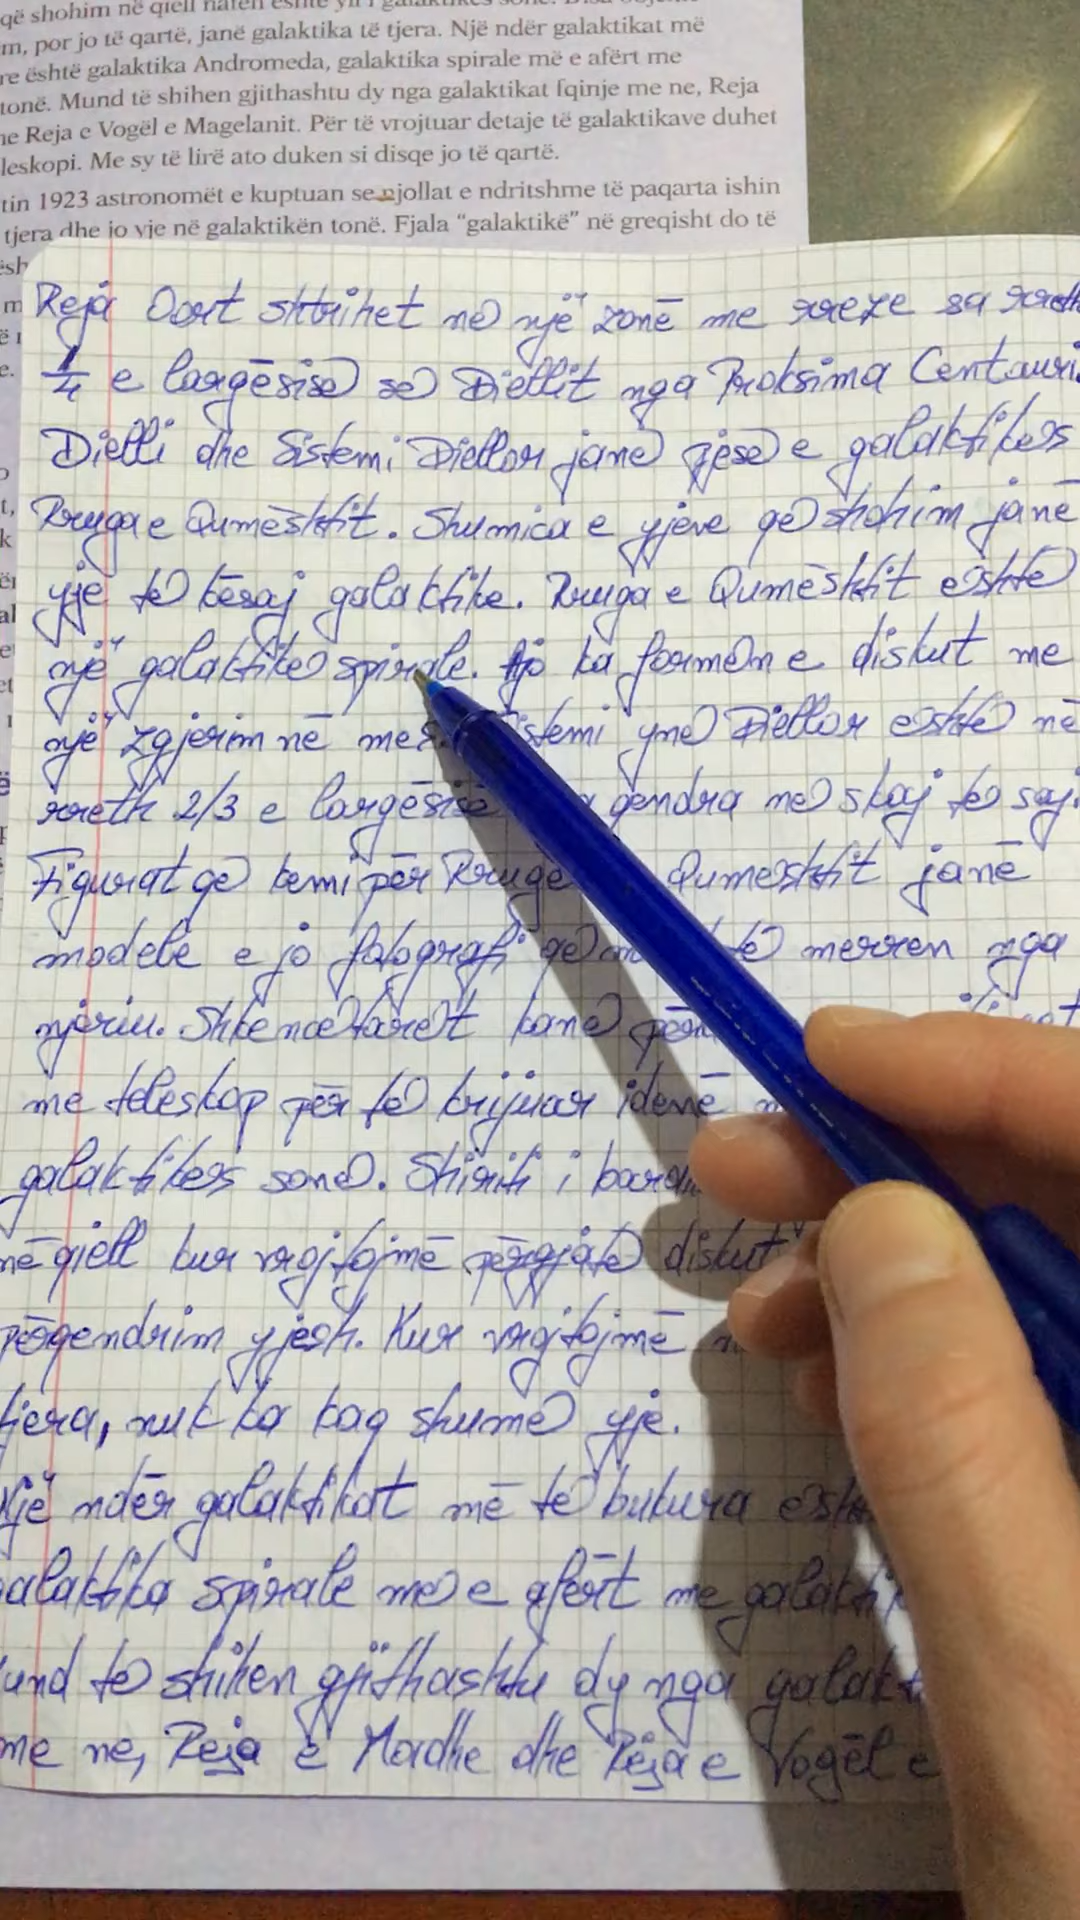 që shohim në qiell natën është yll i galaktikës sonë. Disa objekte
m, por jo të qartë, janë galaktika të tjera. Një ndër galaktikat më
re është galaktika Andromeda, galaktika spirale më e afërt me
tonë. Mund të shihen gjithashtu dy nga galaktikat fqinje me ne, Reja
he Reja e Vogël e Magelanit. Për të vrojtuar detaje të galaktikave duhet
leskopi. Me sy të lirë ato duken si disqe jo të qartë.
tin 1923 astronomët e kuptuan se njollat e ndritshme të paqarta ishin
tjera dhe jo yje në galaktikën tonë. Fjala “galaktikë” në greqisht do të
Reja Oort shtrihet në një zonë me rreze sa rreth
1/4 e largësisë së Diellit nga Proksima Centauri.
Dielli dhe Sistemi Diellor janë pjesë e galaktikës
Rruga e Qumështit. Shumica e yjeve që shohim janë
yje të kësaj galaktike. Rruga e Qumështit është
një galaktikë spirale. Ajo ka formën e diskut me
një zgjerim në mes. Sistemi ynë Diellor është në
rreth 2/3 e largësisë nga qendra në skaj të saj.
Figurat që kemi për Rrugë Qumështit janë
modele e jo fotografi që m të merren nga
njeriu. Shkencëtarët kanë për
me teleskop për të krijuar idenë
galaktikës sonë. Shiriti i bardh
në qiell kur vrojtojmë përgjatë diskut
përqendrim yjesh. Kur vrojtojmë n
tjera, nuk ka kaq shumë yje.
Një ndër galaktikat më të bukura ësht
galaktika spirale më e afërt me galakti
und të shihen gjithashtu dy nga galakt
me ne, Reja e Madhe dhe Reja e Vogël e